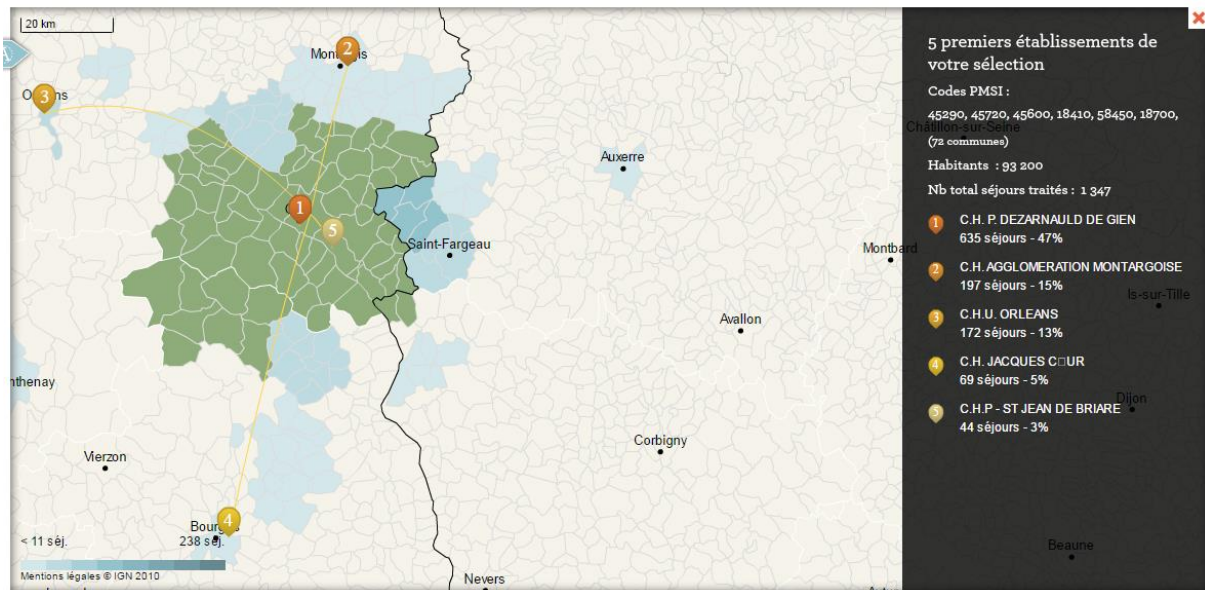 20 km
Montbard
Auxerre
Saint-Fargeau
Avallon
Corbigny
Vierzon
Nevers
< 11 séj.
238 séj.
Mentions légales © IGN 2010
5 premiers établissements de
votre sélection
Codes PMSI :
45290, 45720, 45600, 18410, 58450, 18700,
Châtillon-sur-Seine
(72 communes)
Habitants : 93 200
Nb total séjours traités : 1 347
1 C.H. P. DEZARNAULD DE GIEN
635 séjours - 47%
2 C.H. AGGLOMERATION MONTARGOISE
197 séjours - 15%
Is-sur-Tille
3 C.H.U. ORLEANS
172 séjours - 13%
4 C.H. JACQUES C□UR
69 séjours - 5%
Dijon
5 C.H.P - ST JEAN DE BRIARE
44 séjours - 3%
Beaune